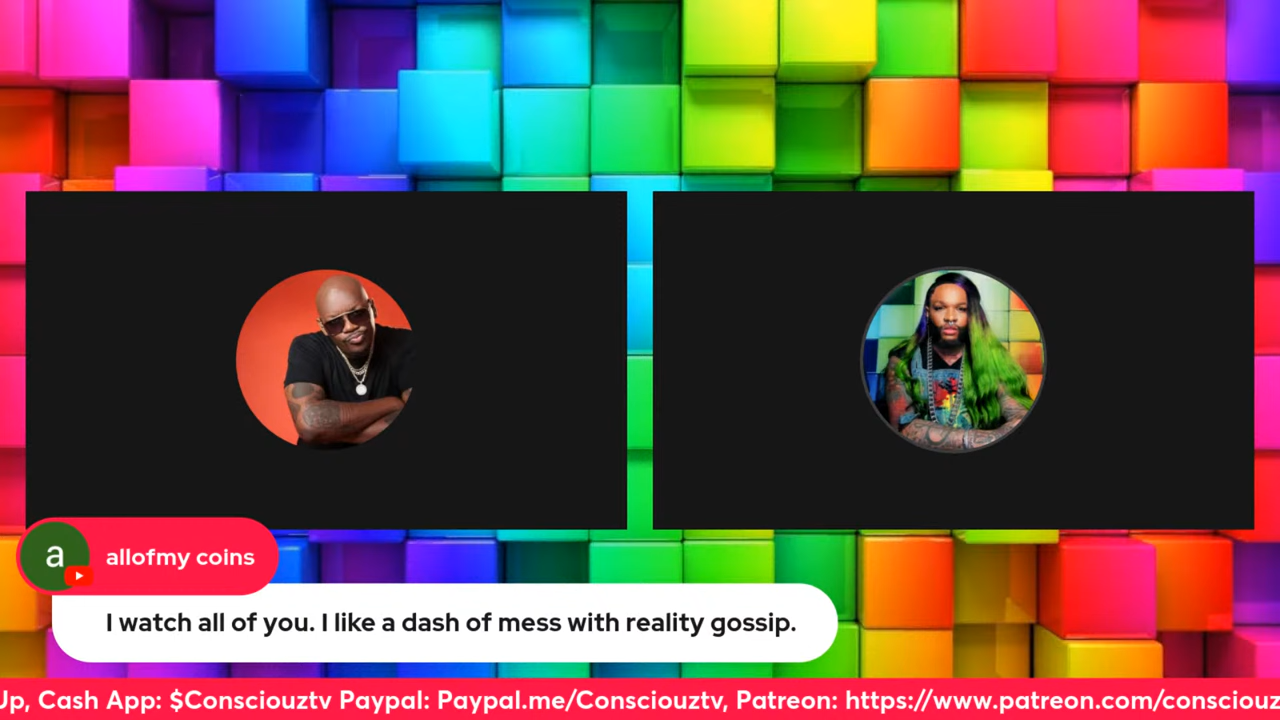 a
allofmy coins
I watch all of you. I like a dash of mess with reality gossip.
Up, Cash App: $Consciouztv Paypal: Paypal.me/Consciouztv, Patreon: https://www.patreon.com/consciouz